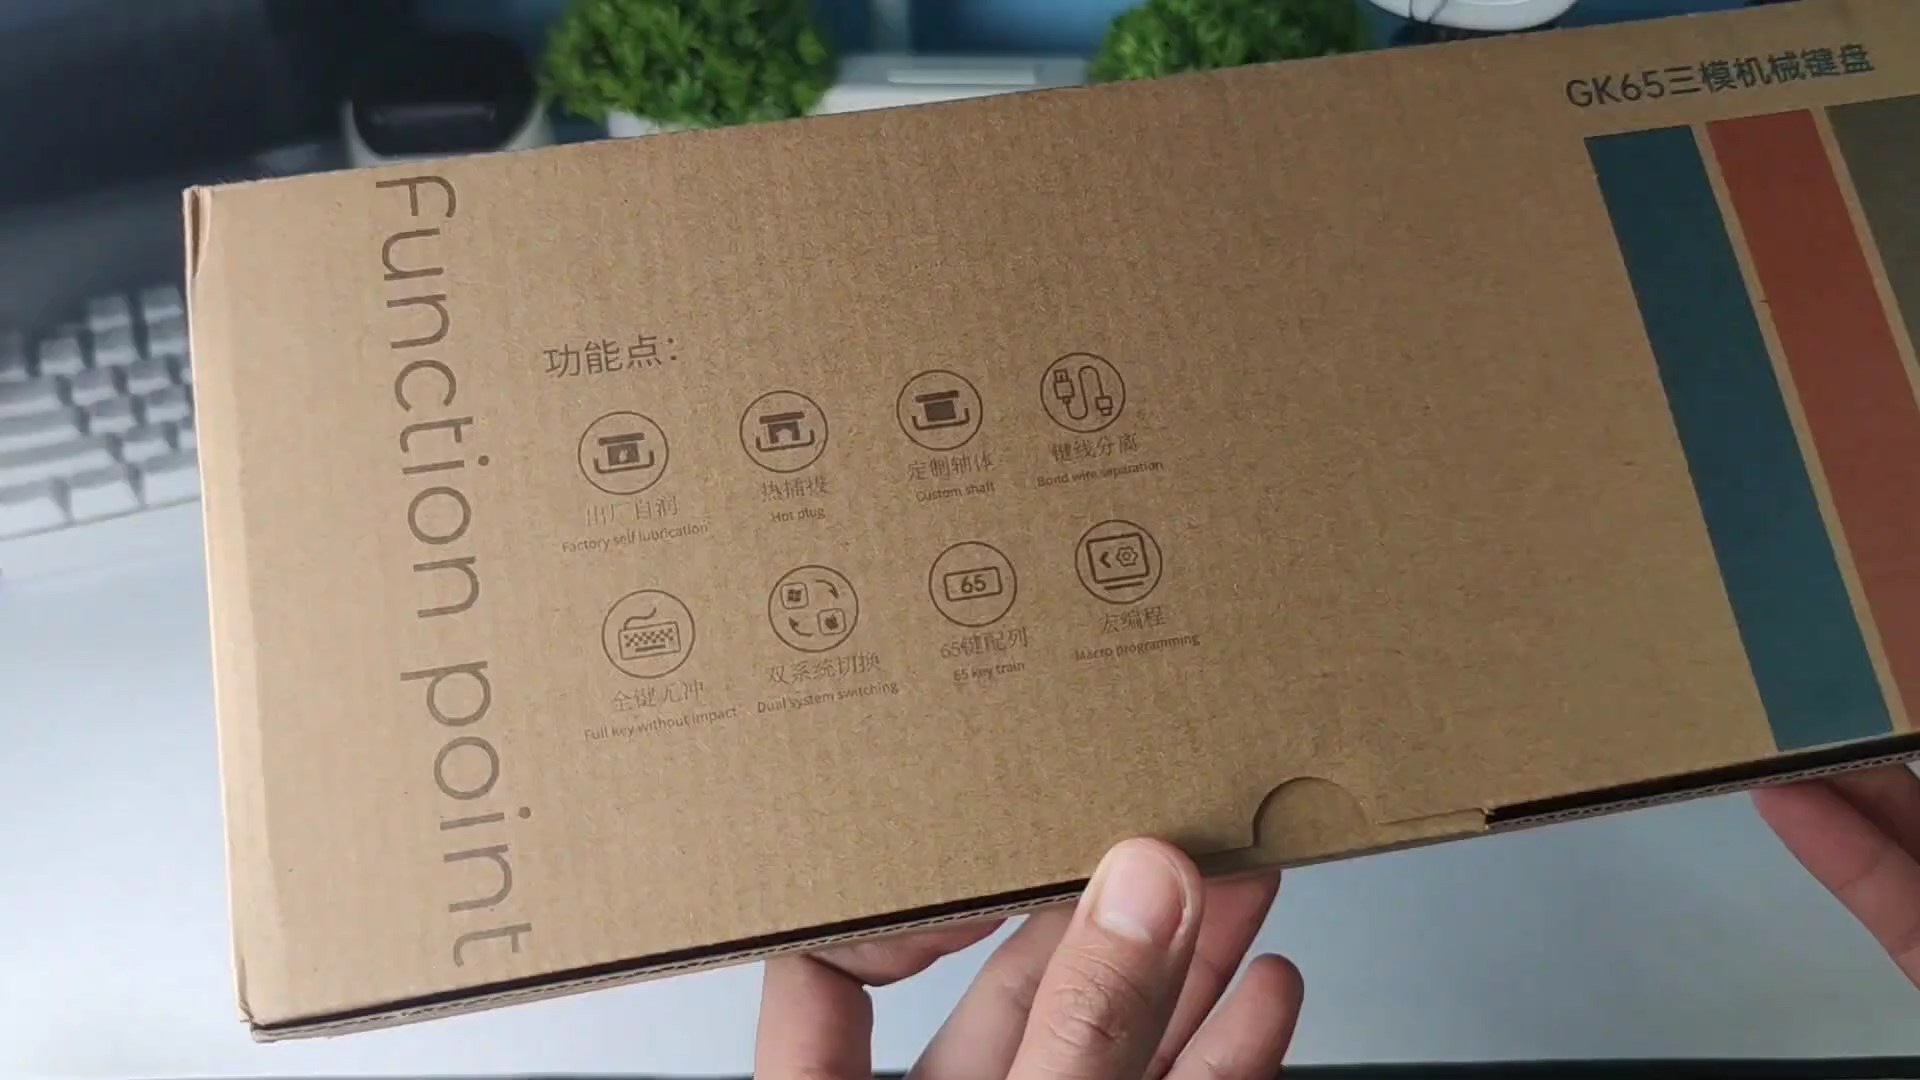 GK65三模机械键盘
Function point
功能点：
出厂自润
Factory self lubrication
热插拔
Hot plug
定制轴体
Custom shaft
键线分离
Bond wire separation
全键无冲
Full key without impact
双系统切换
Dual system switching
65
65键配列
65 key train
宏编程
Macro programming